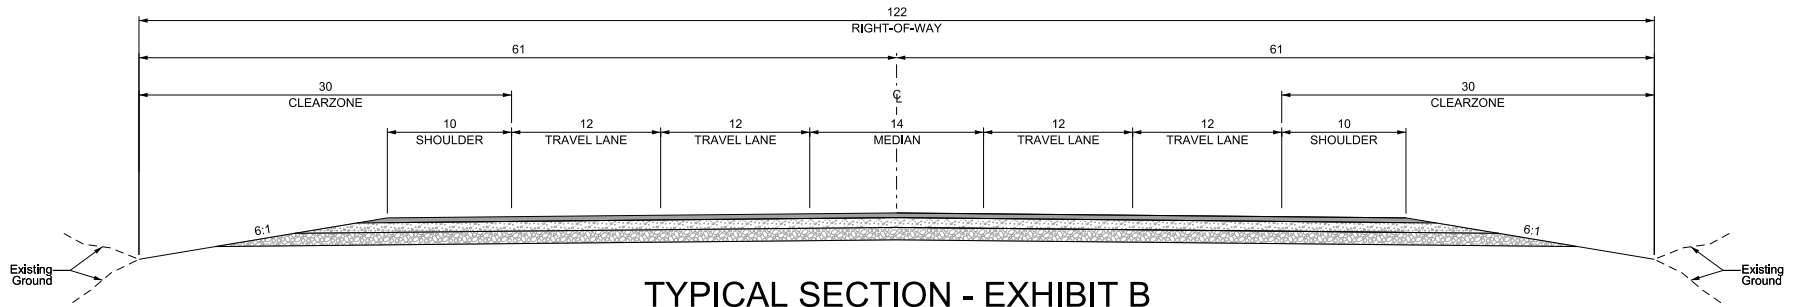 122
RIGHT-OF-WAY
61
61
30
CLEARZONE
℄
30
CLEARZONE
10
SHOULDER
12
TRAVEL LANE
12
TRAVEL LANE
14
MEDIAN
12
TRAVEL LANE
12
TRAVEL LANE
10
SHOULDER
6:1
6:1
Existing
Ground
Existing
Ground
TYPICAL SECTION - EXHIBIT B